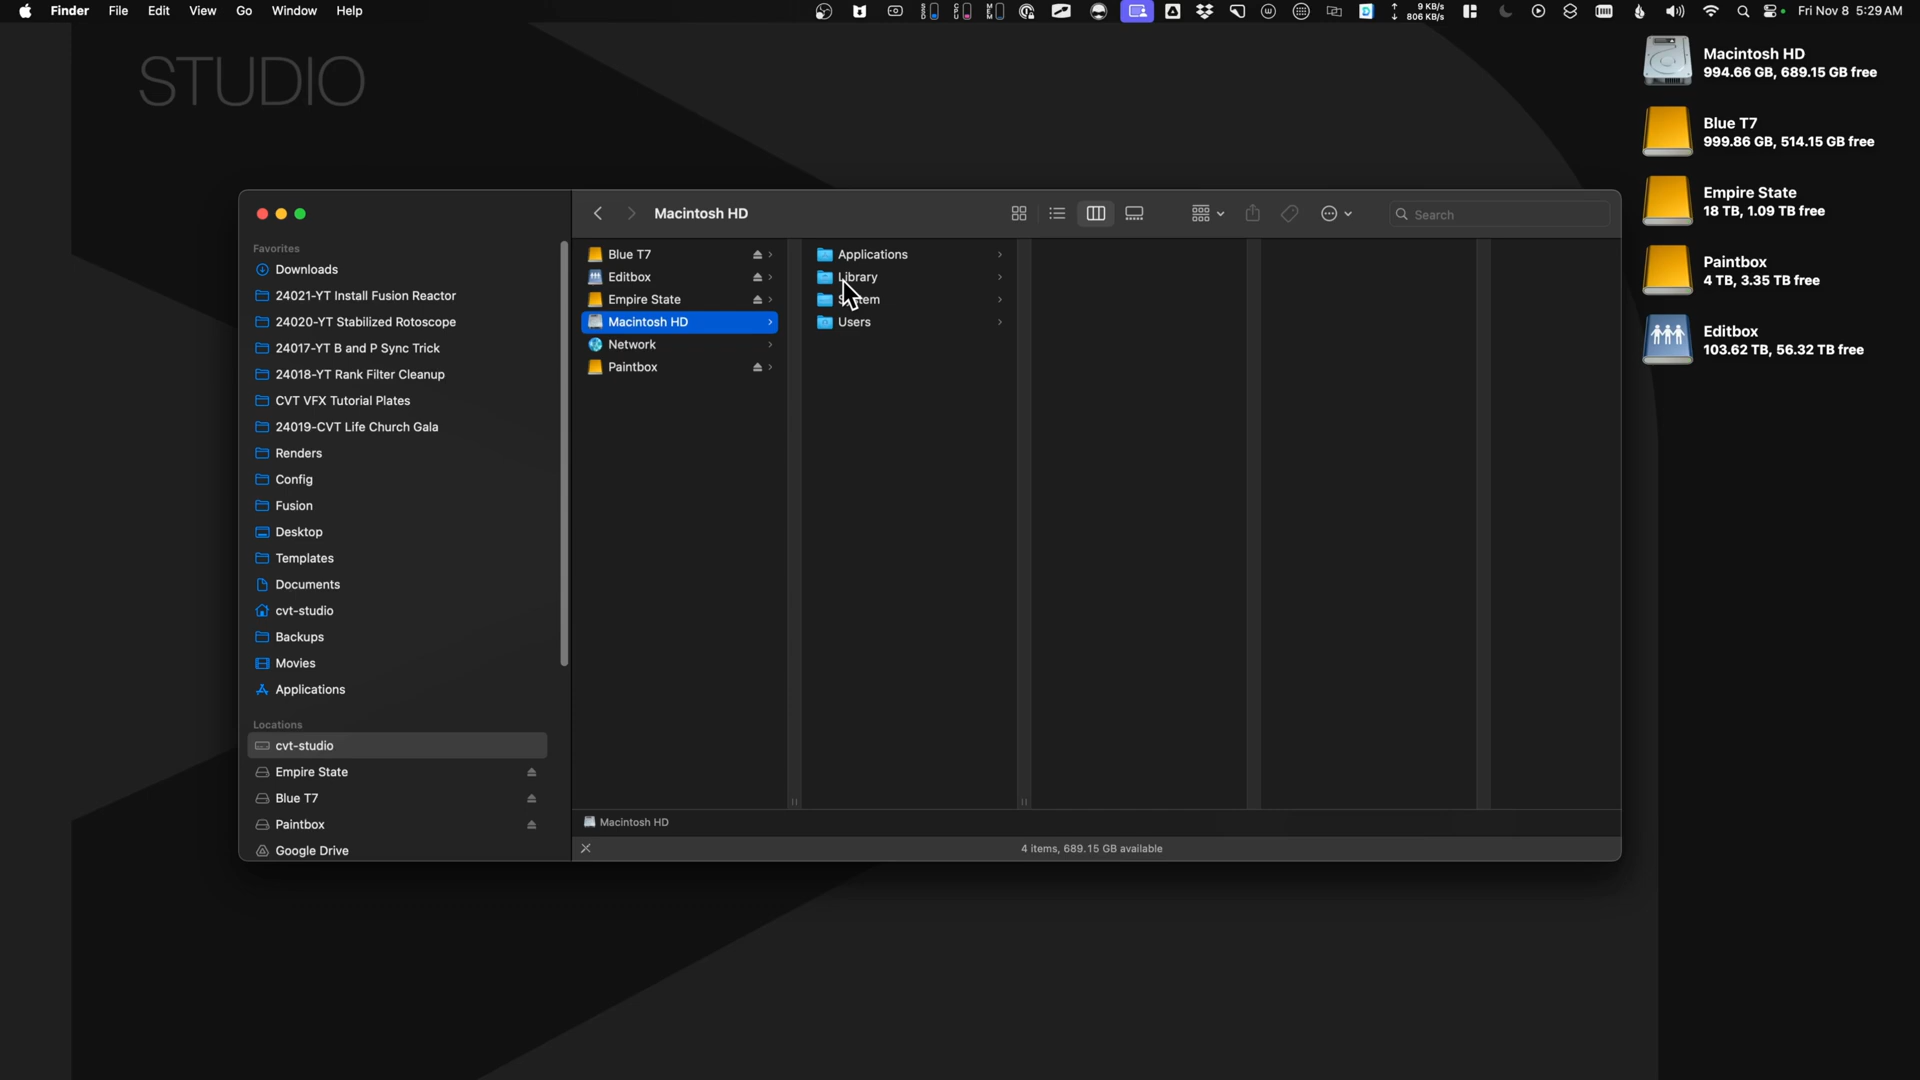 Finder File Edit View Go Window Help
9 KB/s
806 KB/s
Fri Nov 8 5:29 AM
STUDIO
Macintosh HD
994.66 GB, 689.15 GB free
Blue T7
999.86 GB, 514.15 GB free
Empire State
18 TB, 1.09 TB free
Paintbox
4 TB, 3.35 TB free
Editbox
103.62 TB, 56.32 TB free
Macintosh HD
Search
Favorites
Downloads
24021-YT Install Fusion Reactor
24020-YT Stabilized Rotoscope
24017-YT B and P Sync Trick
24018-YT Rank Filter Cleanup
CVT VFX Tutorial Plates
24019-CVT Life Church Gala
Renders
Config
Fusion
Desktop
Templates
Documents
cvt-studio
Backups
Movies
Applications
Locations
cvt-studio
Empire State
Blue T7
Paintbox
Google Drive
Blue T7
Editbox
Empire State
Macintosh HD
Network
Paintbox
Applications
Library
System
Users
Macintosh HD
4 items, 689.15 GB available